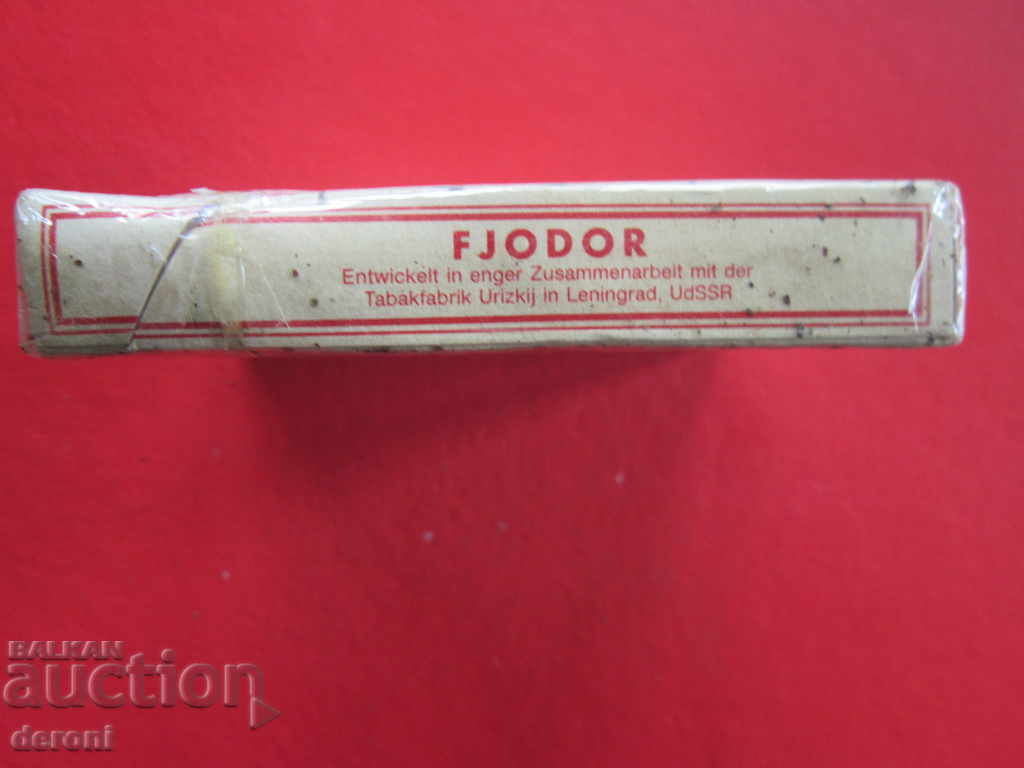 FJODOR
Entwickelt in enger Zusammenarbeit mit der
Tabakfabrik Urizkij in Leningrad, UdSSR
BALKAN
auction
deroni